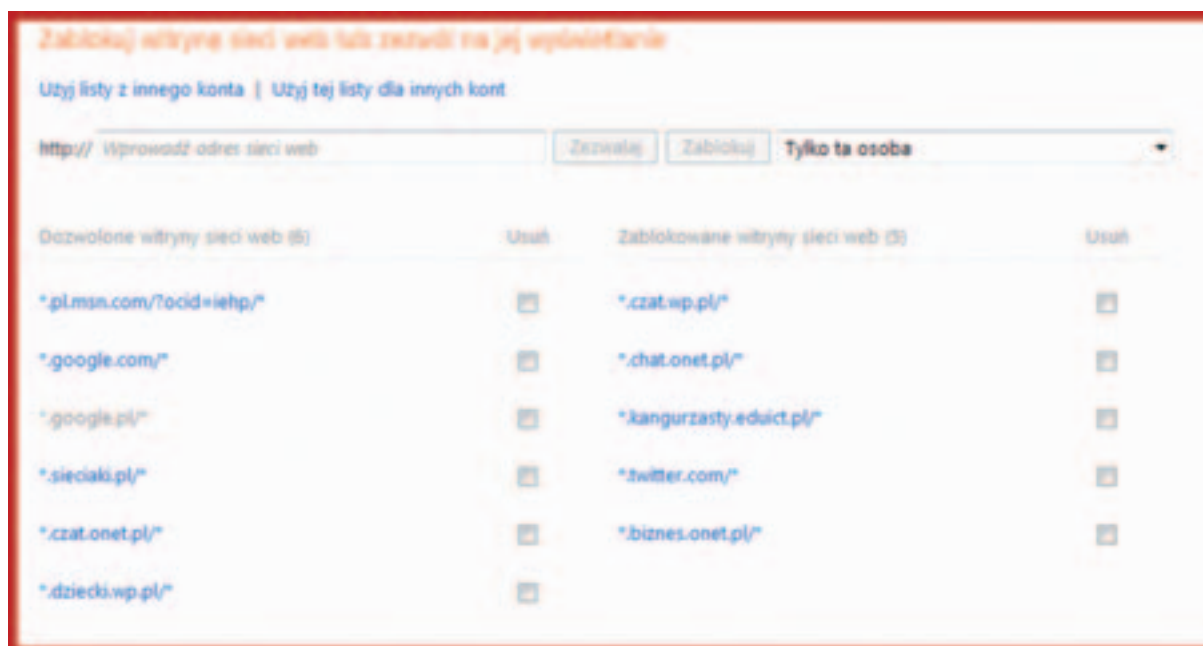 Zablokuj witrynę sieci web lub zezwól na jej wyświetlanie
Użyj listy z innego konta | Użyj tej listy dla innych kont
http:// Wprowadź adres sieci web Zezwalaj Zablokuj Tylko ta osoba
Dozwolone witryny sieci web (6) Usuń Zablokowane witryny sieci web (5) Usuń
*.pl.msn.com/?ocid=iehp/* *.czat.wp.pl/*
*.google.com/* *.chat.onet.pl/*
*.google.pl/* *.kangurzasty.eduict.pl/*
*.sieciaki.pl/* *.twitter.com/*
*.czat.onet.pl/* *.biznes.onet.pl/*
*.dziecki.wp.pl/*